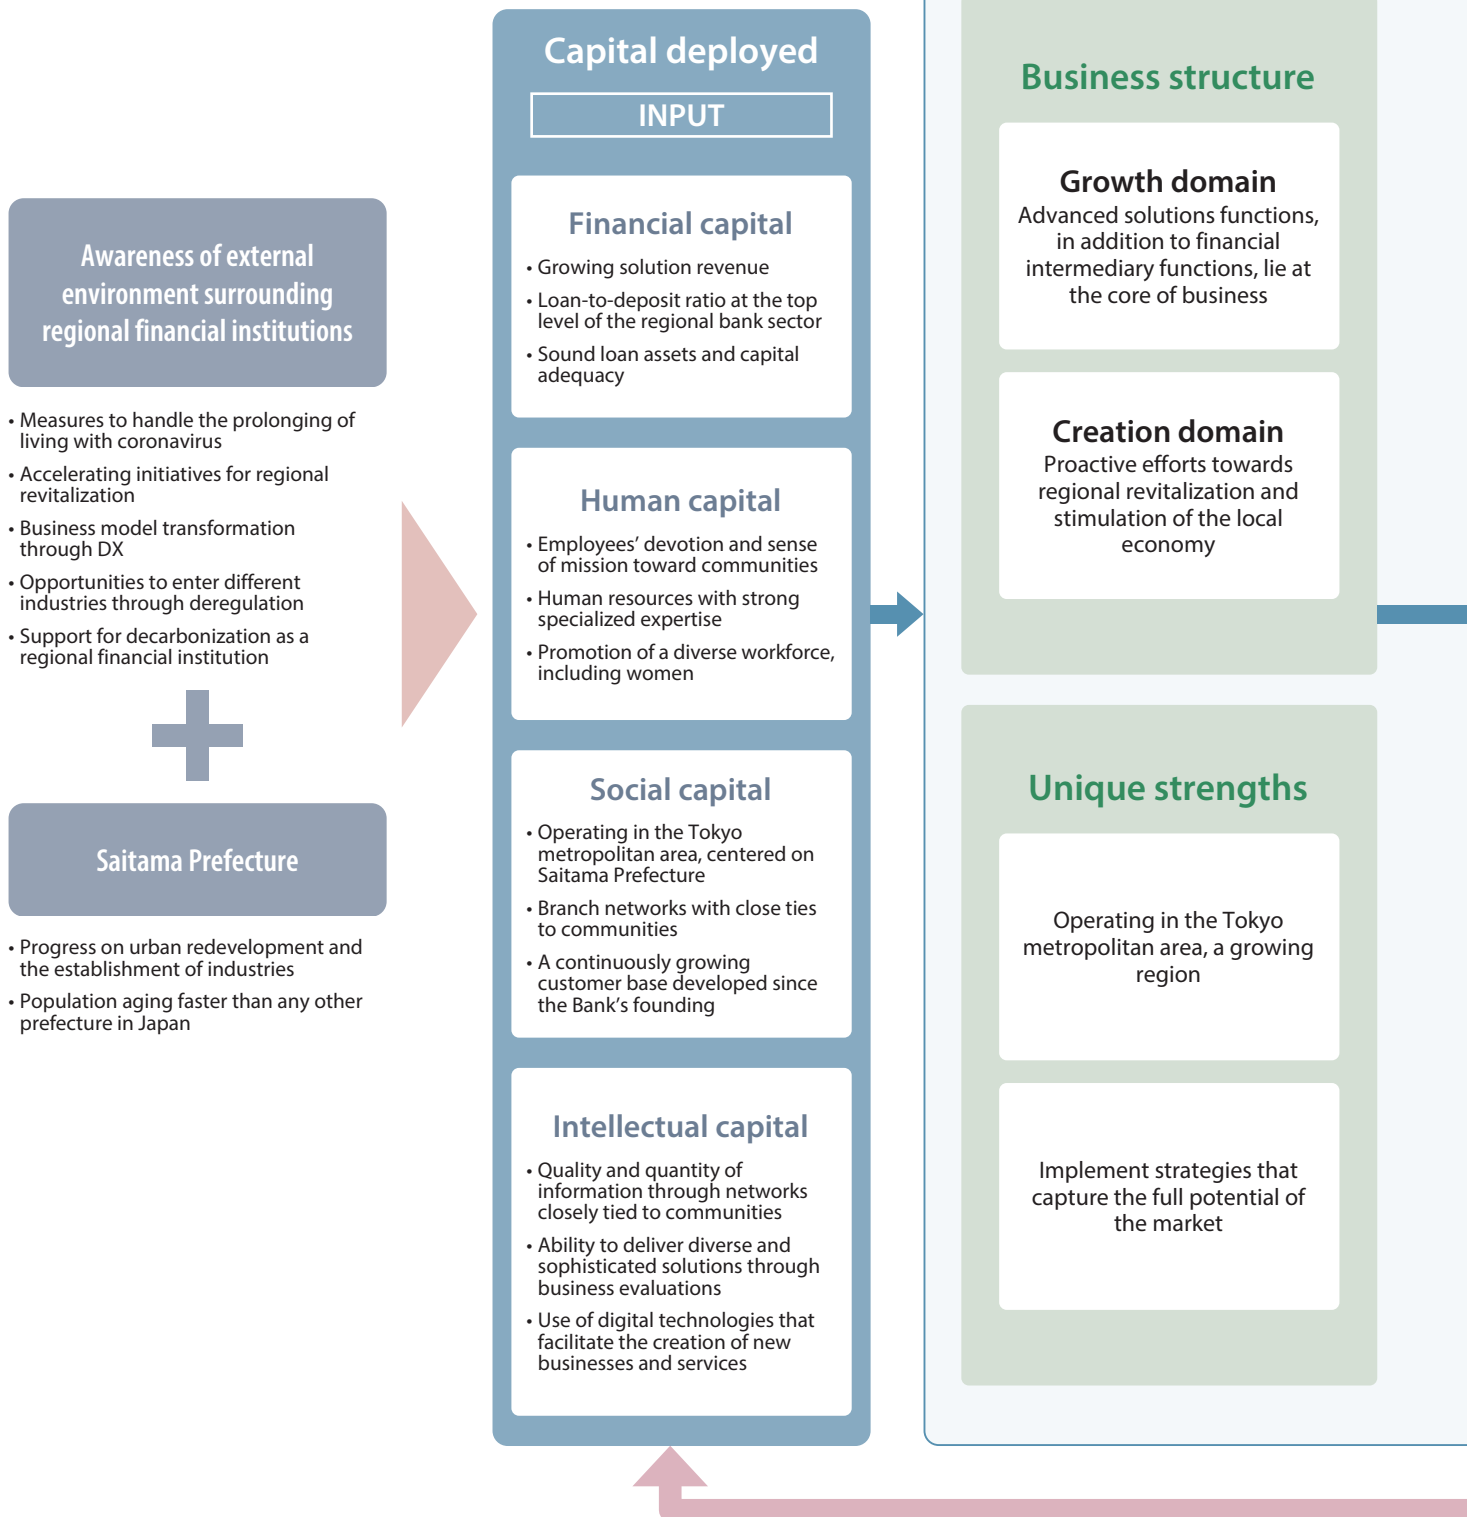 Awareness of external
environment surrounding
regional financial institutions
• Measures to handle the prolonging of
living with coronavirus
• Accelerating initiatives for regional
revitalization
• Business model transformation
through DX
• Opportunities to enter different
industries through deregulation
• Support for decarbonization as a
regional financial institution
Saitama Prefecture
• Progress on urban redevelopment and
the establishment of industries
• Population aging faster than any other
prefecture in Japan
Capital deployed
INPUT
Financial capital
• Growing solution revenue
• Loan-to-deposit ratio at the top
level of the regional bank sector
• Sound loan assets and capital
adequacy
Human capital
• Employees’ devotion and sense
of mission toward communities
• Human resources with strong
specialized expertise
• Promotion of a diverse workforce,
including women
Social capital
• Operating in the Tokyo
metropolitan area, centered on
Saitama Prefecture
• Branch networks with close ties
to communities
• A continuously growing
customer base developed since
the Bank’s founding
Intellectual capital
• Quality and quantity of
information through networks
closely tied to communities
• Ability to deliver diverse and
sophisticated solutions through
business evaluations
• Use of digital technologies that
facilitate the creation of new
businesses and services
Business structure
Growth domain
Advanced solutions functions,
in addition to financial
intermediary functions, lie at
the core of business
Creation domain
Proactive efforts towards
regional revitalization and
stimulation of the local
economy
Unique strengths
Operating in the Tokyo
metropolitan area, a growing
region
Implement strategies that
capture the full potential of
the market